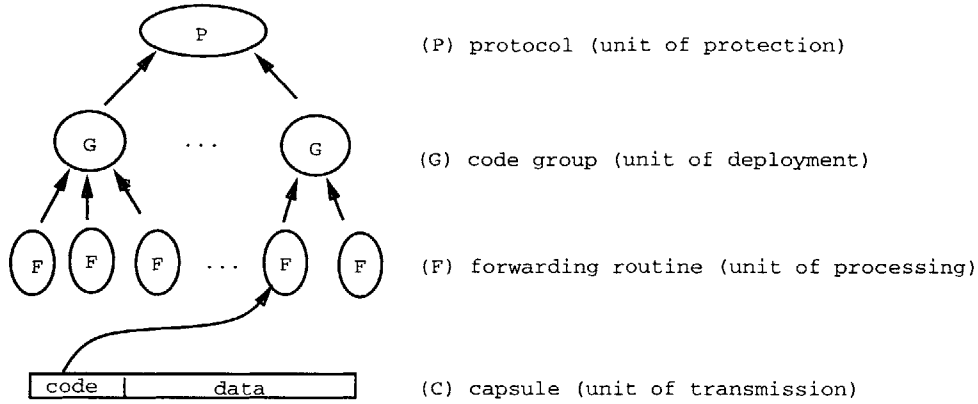 P (P) protocol (unit of protection)
G ... G (G) code group (unit of deployment)
F F F ... F F (F) forwarding routine (unit of processing)
code data (C) capsule (unit of transmission)